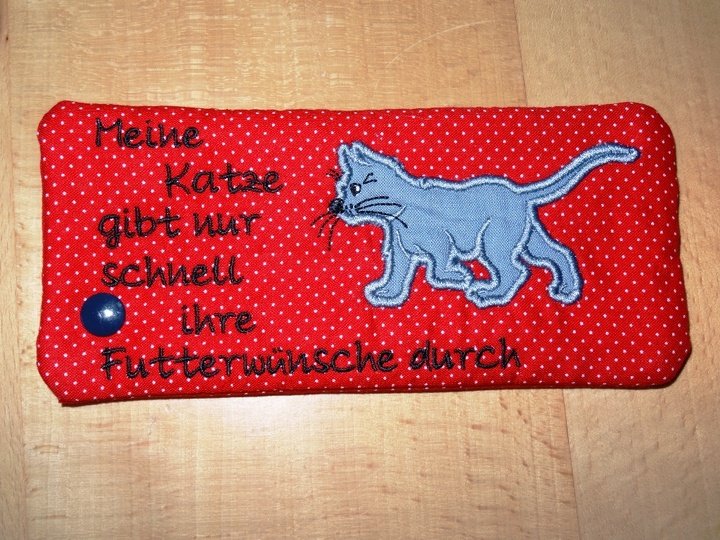 Meine
Katze
gibt nur
schnell
ihre
Futterwünsche durch